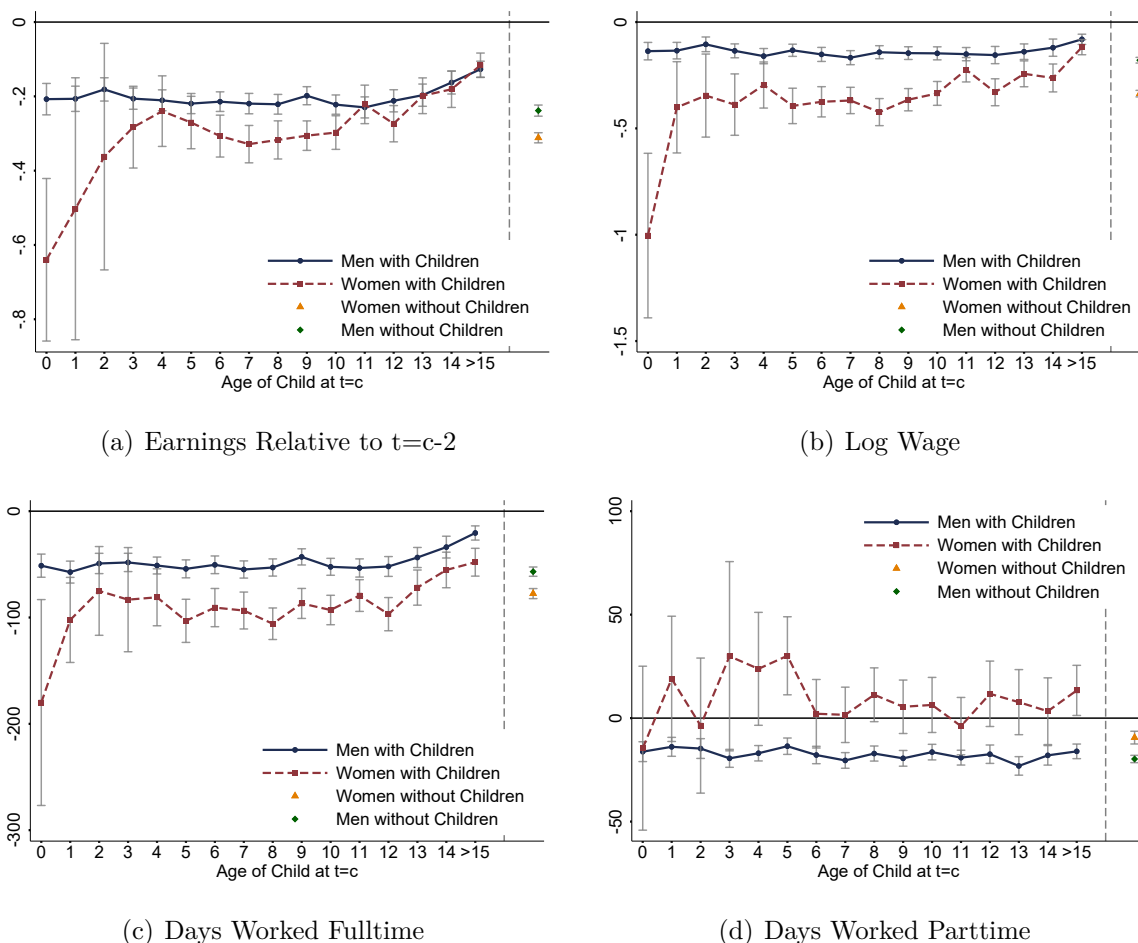 0
-.2
-.4
-.6
-.8
Men with Children
Women with Children
Women without Children
Men without Children
0 1 2 3 4 5 6 7 8 9 10 11 12 13 14 >15
Age of Child at t=c
(a) Earnings Relative to t=c-2
0
-.5
-1
-1.5
Men with Children
Women with Children
Women without Children
Men without Children
0 1 2 3 4 5 6 7 8 9 10 11 12 13 14 >15
Age of Child at t=c
(b) Log Wage
0
-100
-200
-300
Men with Children
Women with Children
Women without Children
Men without Children
0 1 2 3 4 5 6 7 8 9 10 11 12 13 14 >15
Age of Child at t=c
(c) Days Worked Fulltime
100
50
0
-50
Men with Children
Women with Children
Women without Children
Men without Children
0 1 2 3 4 5 6 7 8 9 10 11 12 13 14 >15
Age of Child at t=c
(d) Days Worked Parttime